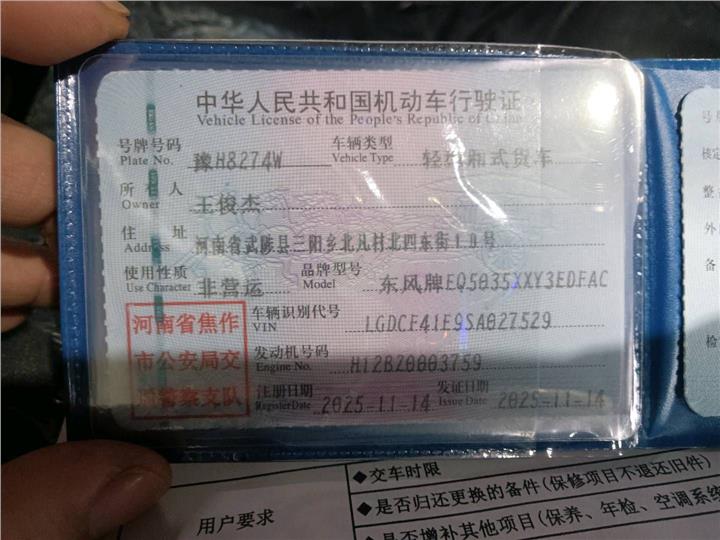 中华人民共和国机动车行驶证
Vehicle License of the People's Republic of China
号牌号码 Plate No. 豫H8274W 车辆类型 Vehicle Type 轻型厢式货车
所有人 Owner 王俊杰
住址 Address 河南省武陟县三阳乡北凡村北四东街10号
使用性质 Use Character 非营运 品牌型号 Model 东风牌EQ5035XXY3EDFAC
河南省焦作市公安局交通警察支队
车辆识别代号 VIN LGDCF41F9SA027529
发动机号码 Engine No. H12B20003759
注册日期 Register Date 2025-11-14 发证日期 Issue Date 2025-11-14
号牌
核定
整
外
备
检
用户要求
◆交车时限
◆是否归还更换的备件(保修项目不退还旧件)
◆是否增补其他项目(保养、年检、空调系统